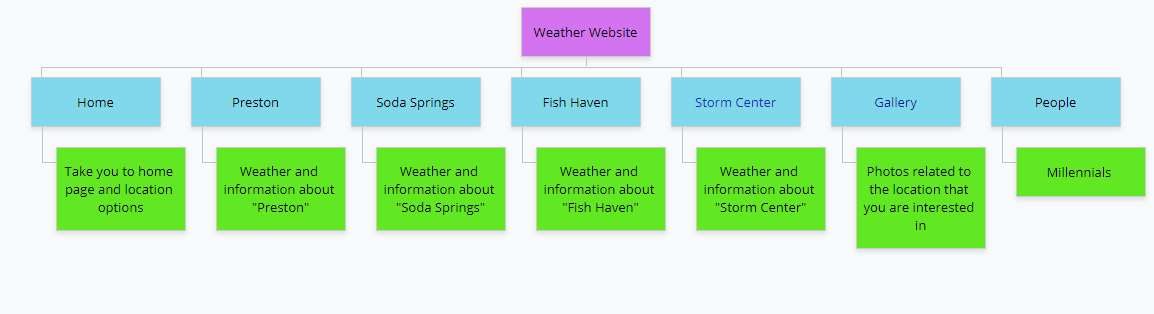 Weather Website
Home
Preston
Soda Springs
Fish Haven
Storm Center
Gallery
People
Take you to home
page and location
options
Weather and
information about
"Preston"
Weather and
information about
"Soda Springs"
Weather and
information about
"Fish Haven"
Weather and
information about
"Storm Center"
Photos related to
the location that
you are interested
in
Millennials